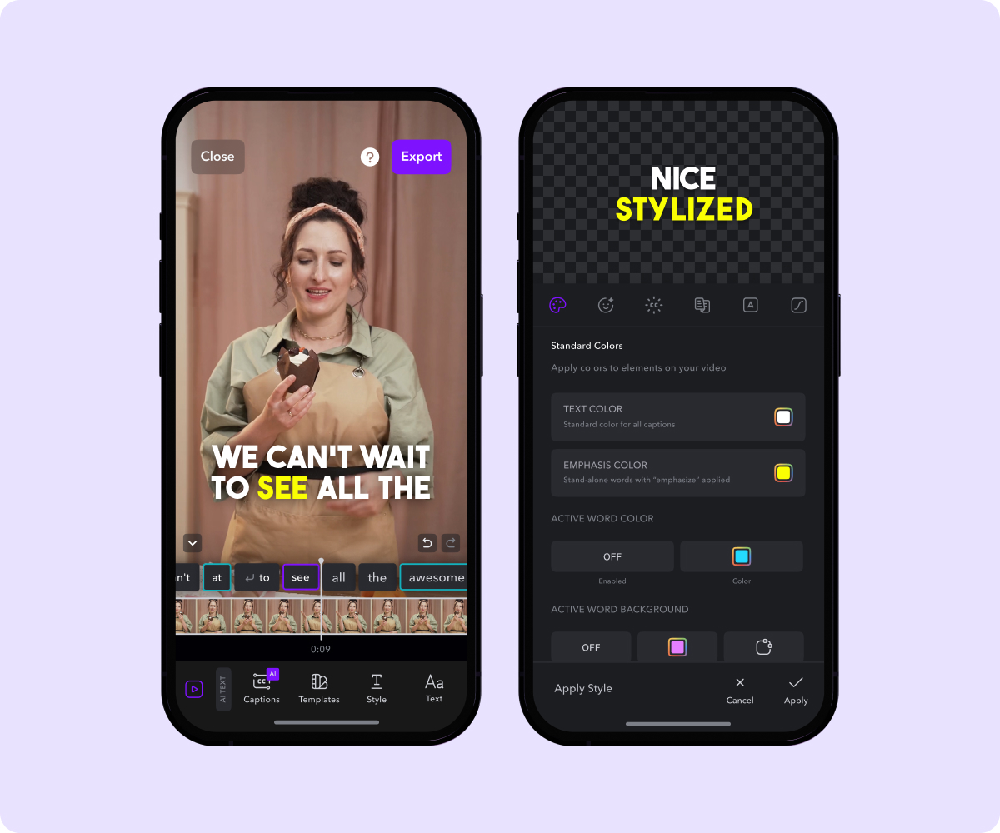 Close
?
Export
WE CAN'T WAIT
TO SEE ALL THE
n't at to see all the awesome
0:09
AI TEXT
CC AI
Captions
Templates
T
Style
Aa
Text
NICE
STYLIZED
CC
A
Standard Colors
Apply colors to elements on your video
TEXT COLOR
Standard color for all captions
EMPHASIS COLOR
Stand-alone words with "emphasize" applied
ACTIVE WORD COLOR
OFF
Enabled
Color
ACTIVE WORD BACKGROUND
OFF
Apply Style
Cancel
Apply